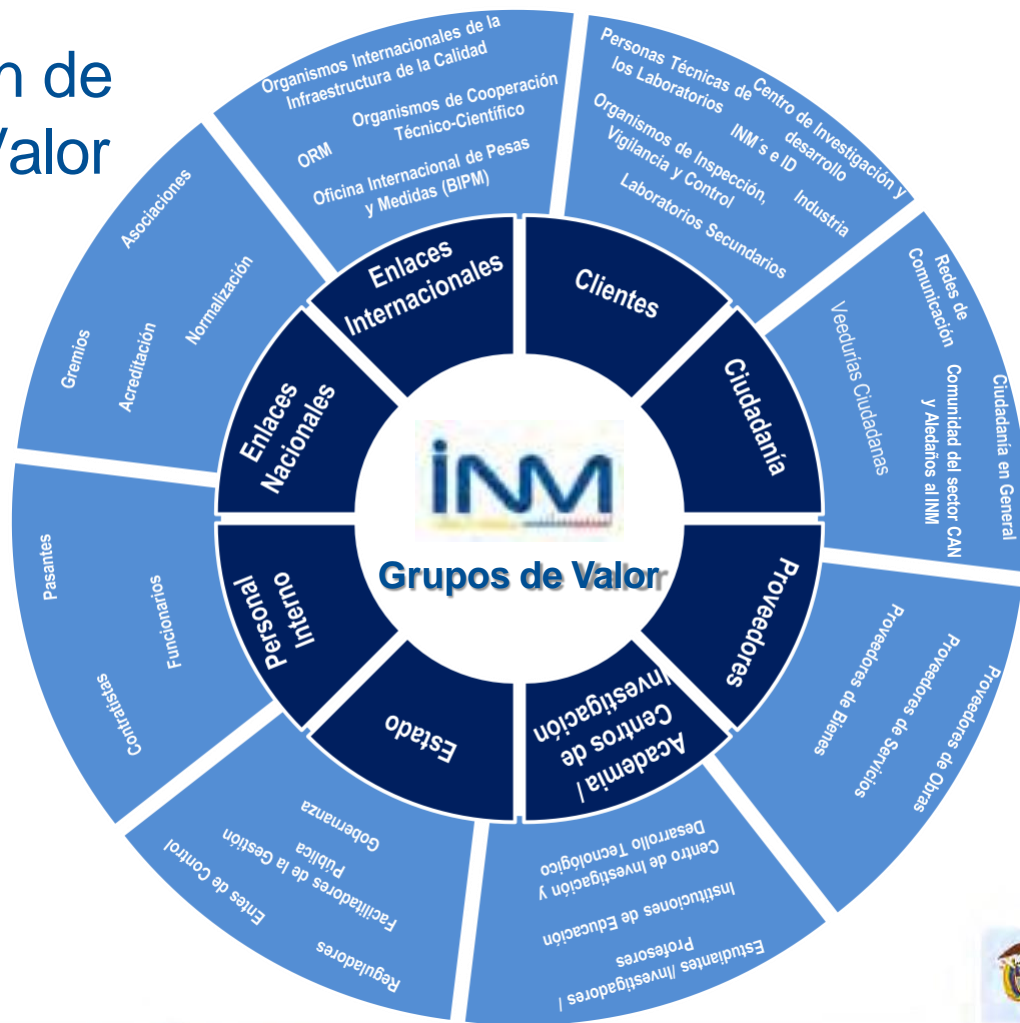 n de
Valor
Organismos Internacionales de la
Infraestructura de la Calidad
Organismos de Cooperación
Técnico-Científico
ORM
Oficina Internacional de Pesas
y Medidas (BIPM)
Personas Técnicas de
los Laboratorios
Centro de Investigación y
desarrollo
INM´s e ID
Industria
Organismos de Inspección,
Vigilancia y Control
Laboratorios Secundarios
Redes de
Comunicación
Veedurías Ciudadanas
Comunidad del sector CAN
y Aledaños al INM
Ciudadanía en General
Proveedores de Bienes
Proveedores de Servicios
Proveedores de Obras
Centro de Investigación y
Desarrollo Tecnológico
Instituciones de Educación
Estudiantes /Investigadores /
Profesores
Gobernanza
Facilitadores de la Gestión
Pública
Entes de Control
Reguladores
Pasantes
Funcionarios
Contratistas
Asociaciones
Normalización
Acreditación
Gremios
Enlaces
Internacionales
Clientes
Ciudadanía
Proveedores
Academia /
Centros de
Investigación
Estado
Personal
Interno
Enlaces
Nacionales
INM
Grupos de Valor